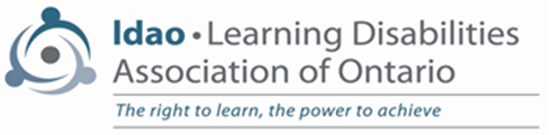 ldao • Learning Disabilities
Association of Ontario
The right to learn, the power to achieve